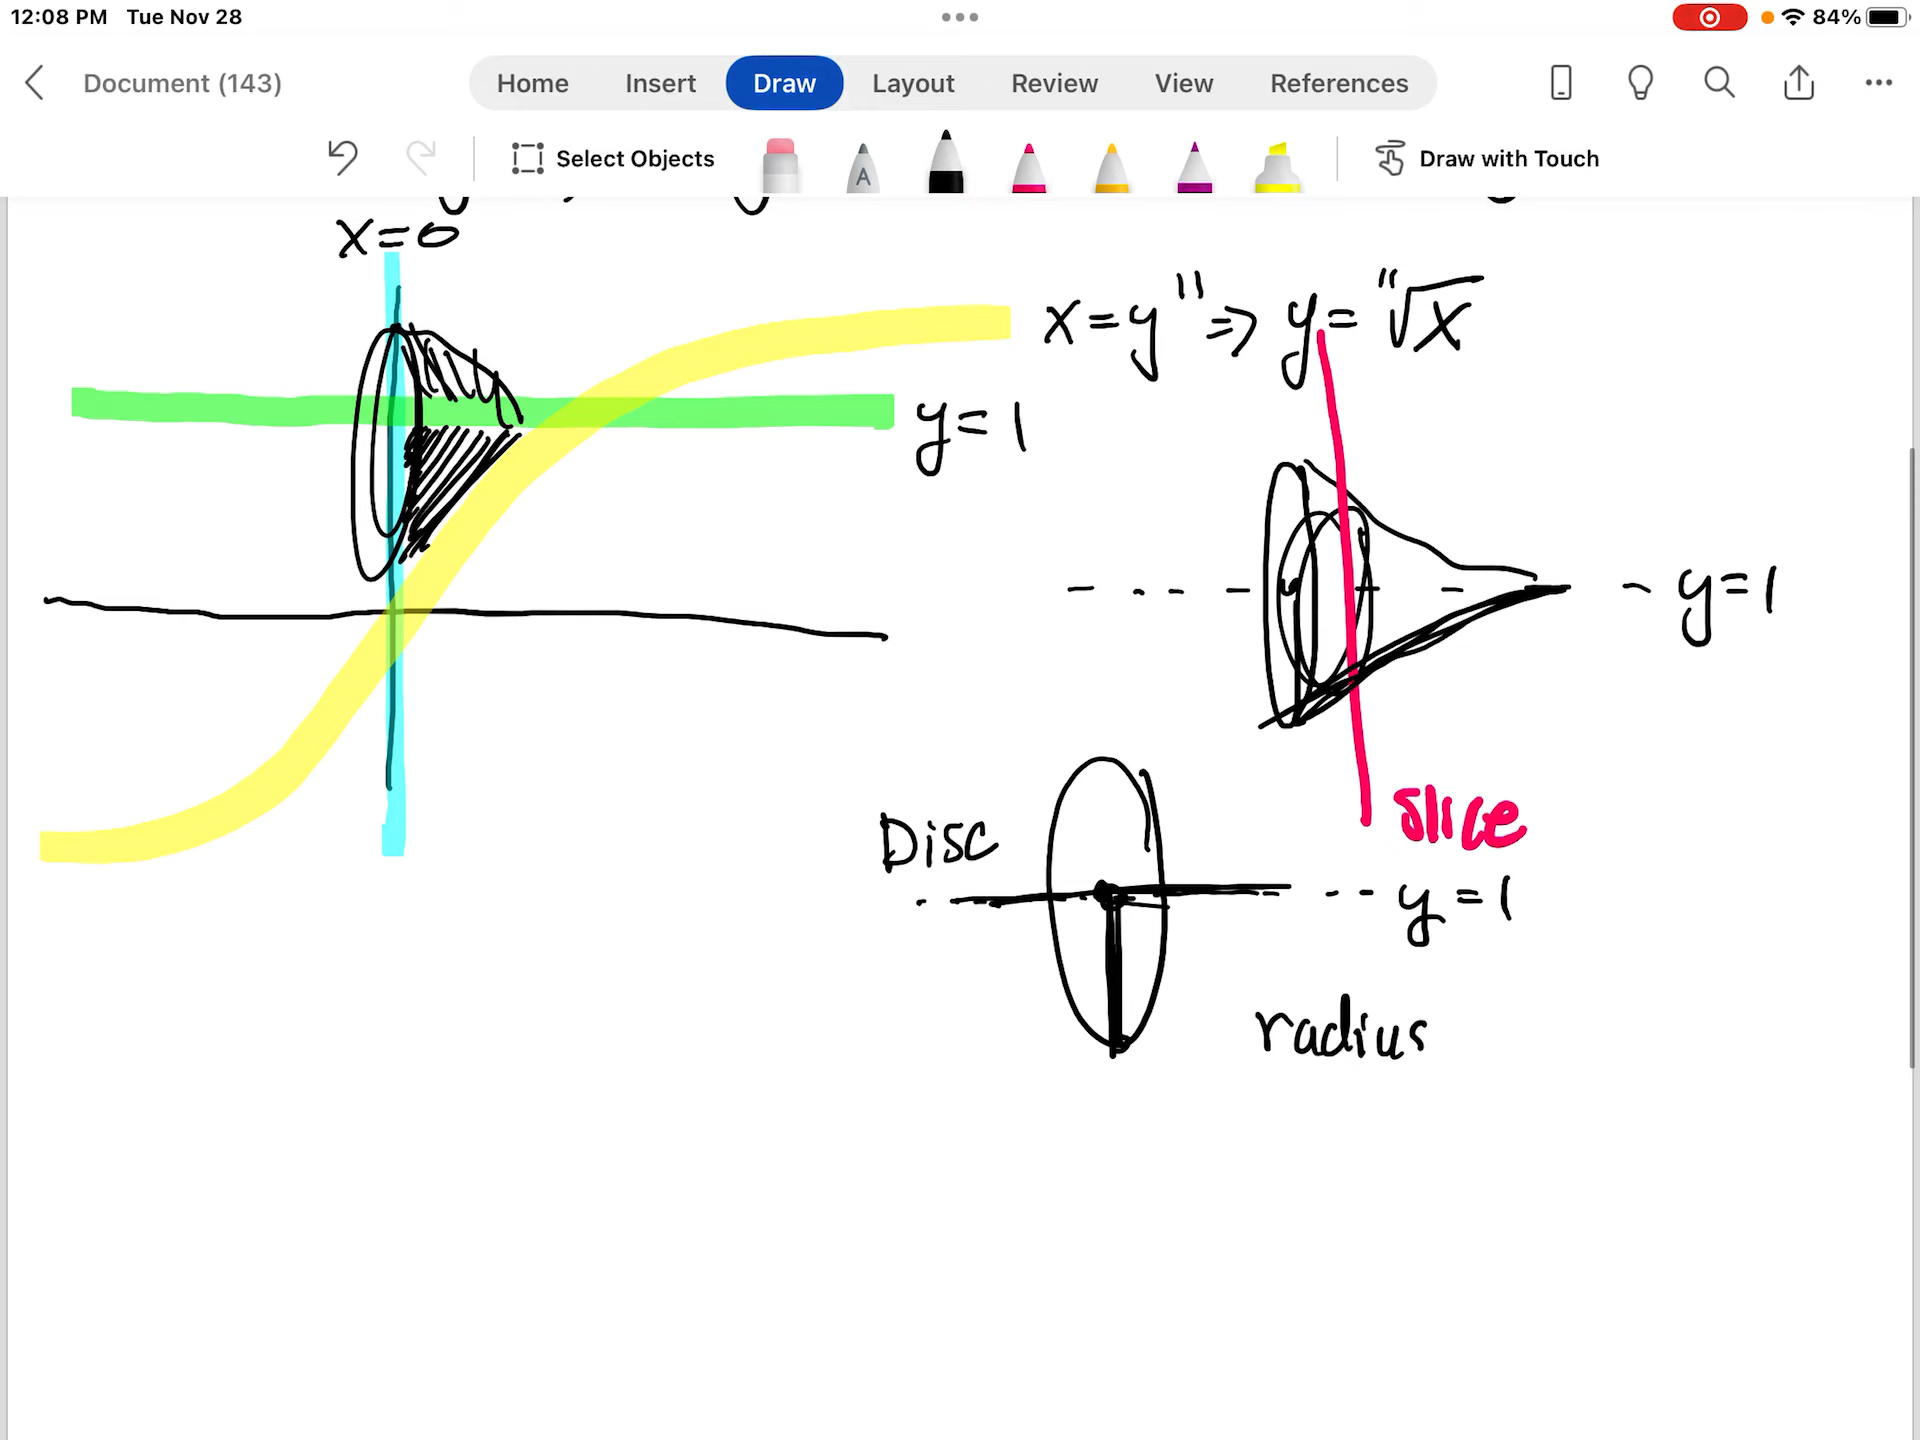 12:08 PM Tue Nov 28
84%
Document (143)
Home Insert Draw Layout Review View References
Select Objects
A
Draw with Touch
x=0
x=y¹¹ ⇒ y=¹¹√x
y=1
y=1
slice
Disc
y=1
radius